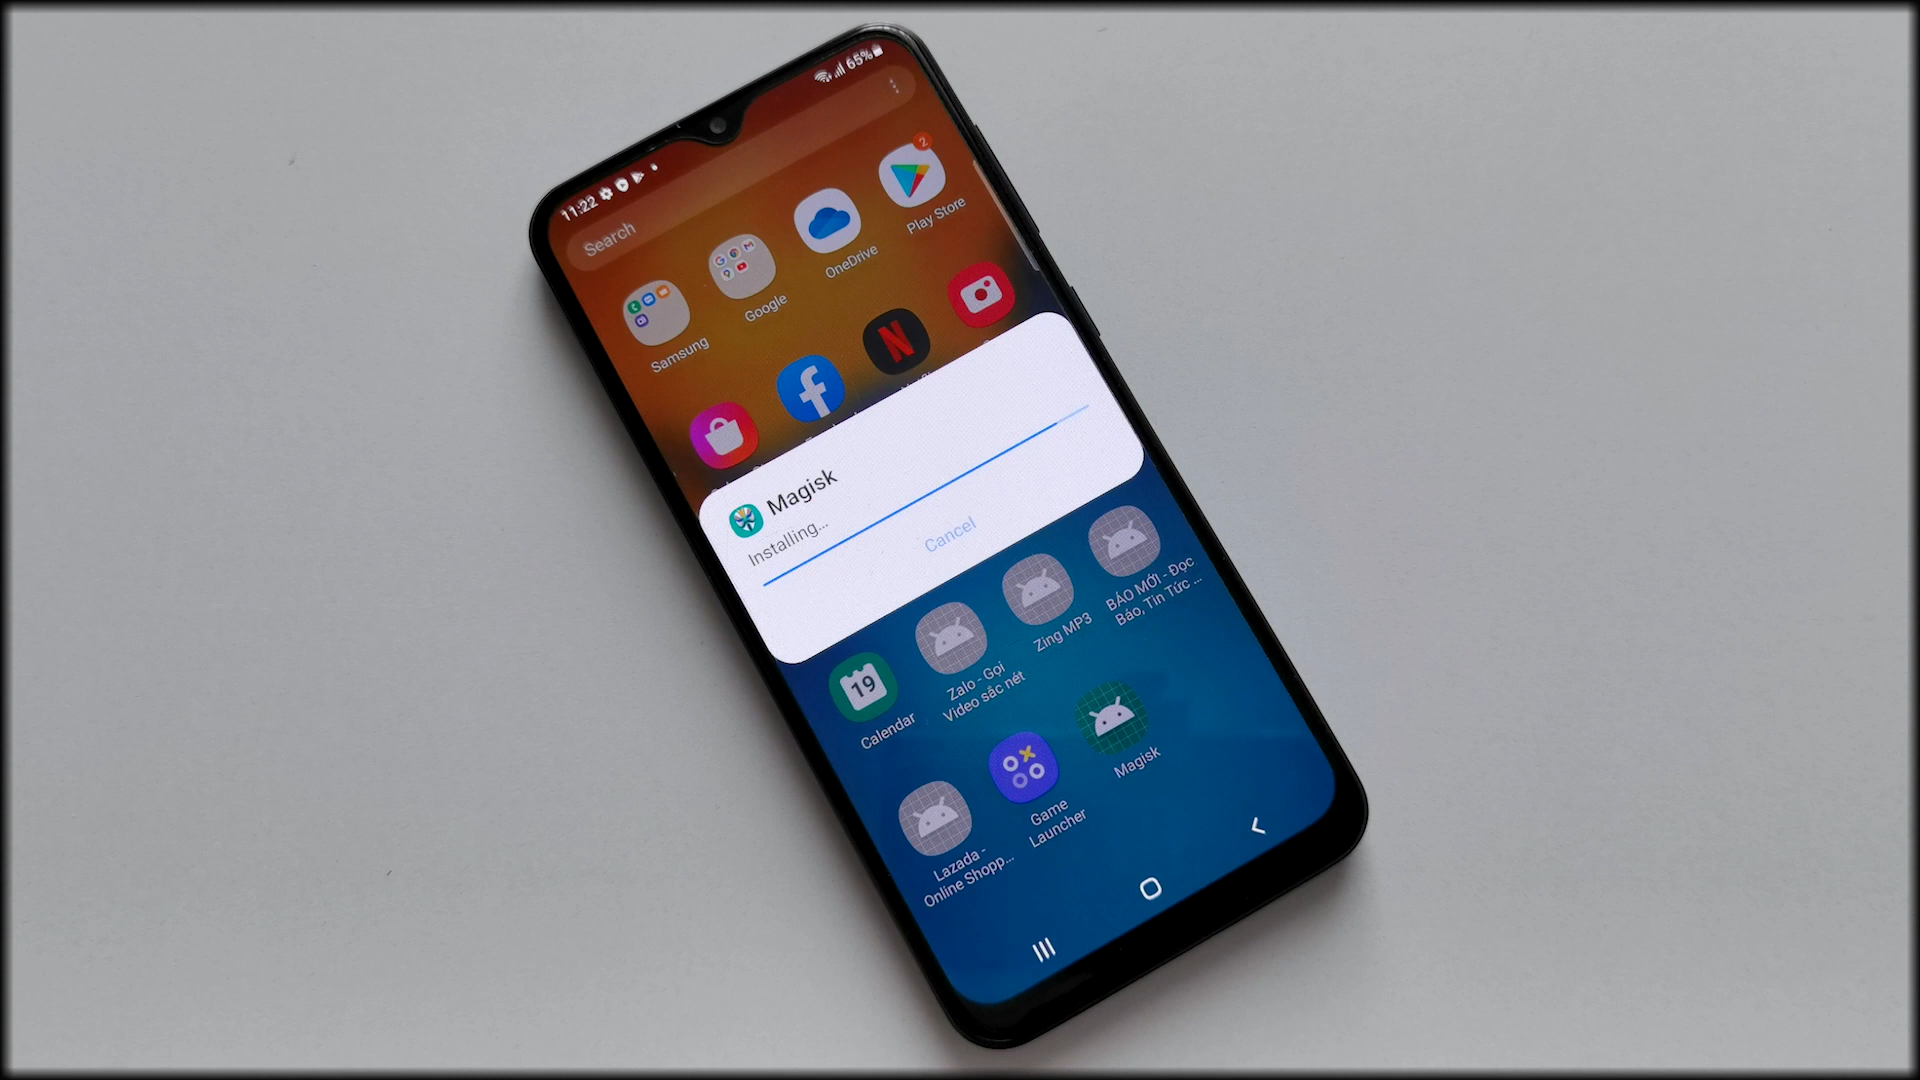 11:22
65%
Search
Samsung
Google
OneDrive
Play Store
2
Magisk
Installing...
Cancel
19
Calendar
Zalo - Gọi
Video sắc nét
Zing MP3
BÁO MỚI - Đọc
Báo, Tin Tức ...
Lazada -
Online Shopp...
Game
Launcher
Magisk